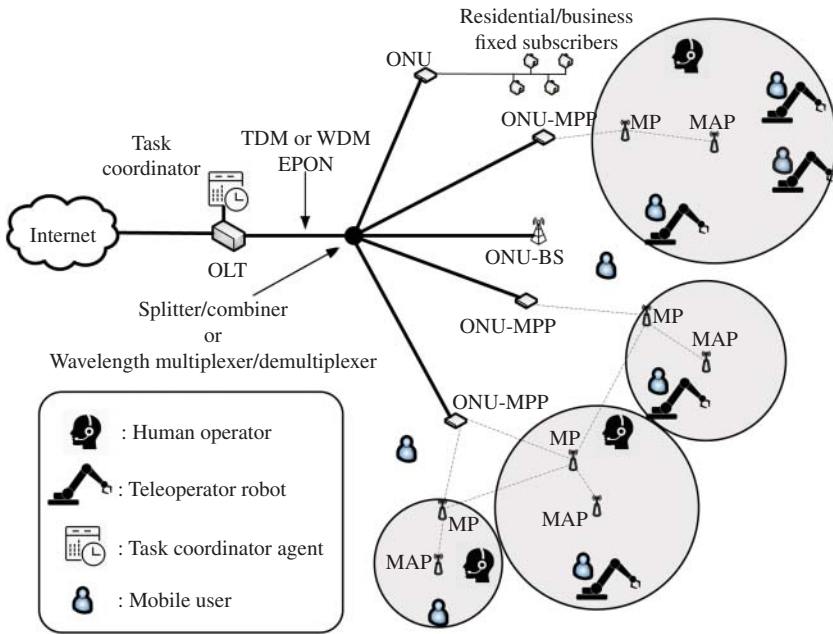 Residential/business
fixed subscribers
ONU
ONU-MPP
MP
MAP
Task
coordinator
TDM or WDM
EPON
Internet
OLT
ONU-BS
Splitter/combiner
or
Wavelength multiplexer/demultiplexer
ONU-MPP
MP
MAP
ONU-MPP
MP
MAP
MP
MAP
: Human operator
: Teleoperator robot
: Task coordinator agent
: Mobile user